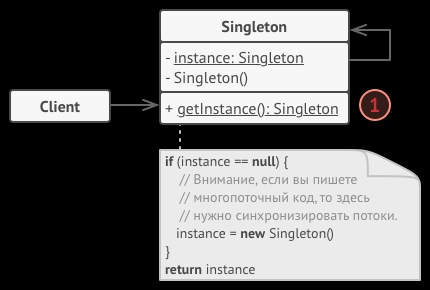 Singleton
- instance: Singleton
- Singleton()
Client
+ getInstance(): Singleton
1
if (instance == null) {
// Внимание, если вы пишете
// многопоточный код, то здесь
// нужно синхронизировать потоки.
instance = new Singleton()
}
return instance